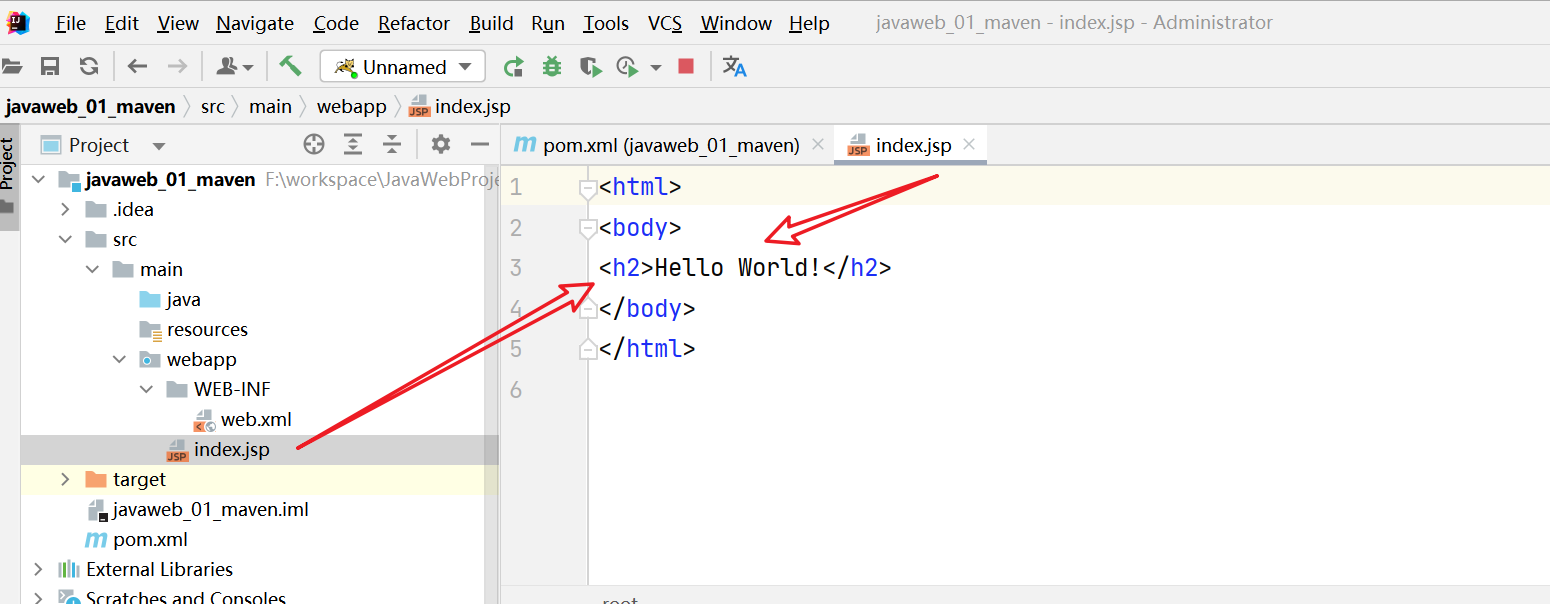 File Edit View Navigate Code Refactor Build Run Tools VCS Window Help javaweb_01_maven - index.jsp - Administrator
Unnamed
javaweb_01_maven src main webapp index.jsp
Project
Project
pom.xml (javaweb_01_maven) index.jsp
javaweb_01_maven F:\workspace\JavaWebProje
.idea
src
main
java
resources
webapp
WEB-INF
web.xml
index.jsp
target
javaweb_01_maven.iml
pom.xml
External Libraries
Scratches and Consoles
1 <html>
2 <body>
3 <h2>Hello World!</h2>
4 </body>
5 </html>
6
root